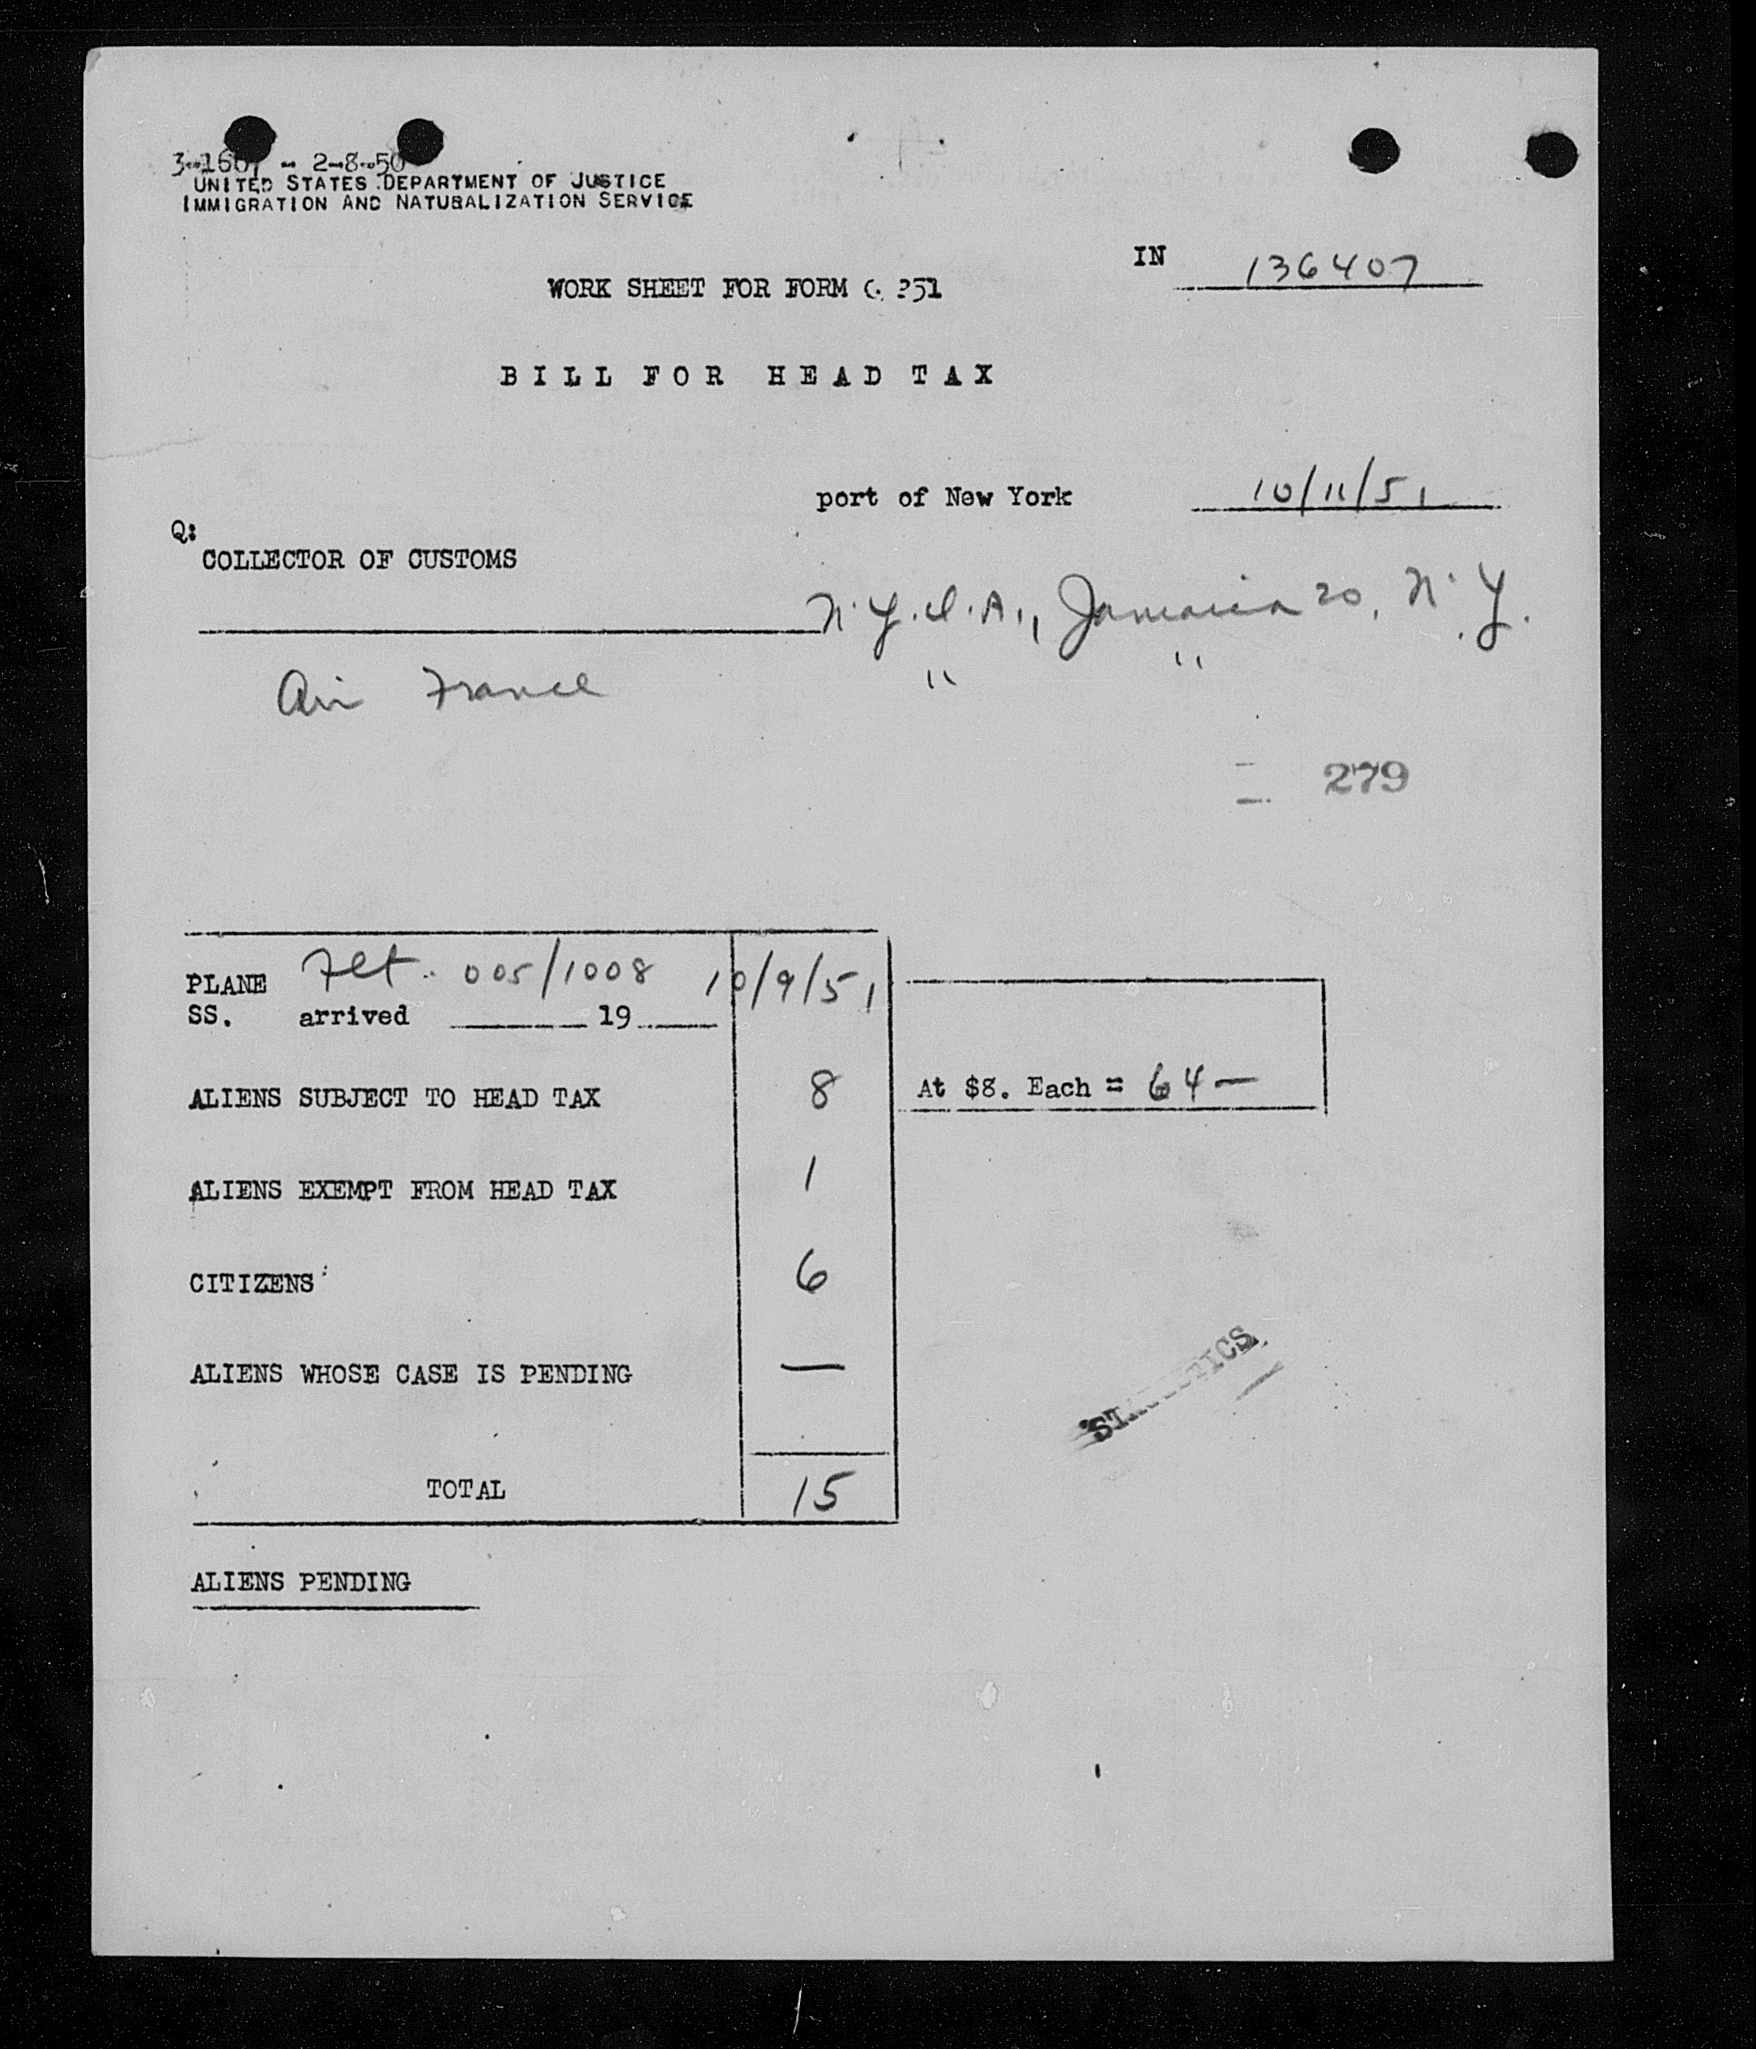 - 2-8-50
UNITED STATES DEPARTMENT OF JUSTICE
IMMIGRATION AND NATURALIZATION SERVICE
IN 136407
WORK SHEET FOR FORM
BILL FOR HEAD TAX
port of New York 10/11/51
Q:
COLLECTOR OF CUSTOMS
N.Y.I.A., Jamaica 20, N.Y.
Air France " "
279
PLANE Flt. 005/1008 10/9/51
SS. arrived 19
ALIENS SUBJECT TO HEAD TAX 8 At $8. Each = 64 —
ALIENS EXEMPT FROM HEAD TAX 1
CITIZENS 6
ALIENS WHOSE CASE IS PENDING —
STATISTICS
TOTAL 15
ALIENS PENDING